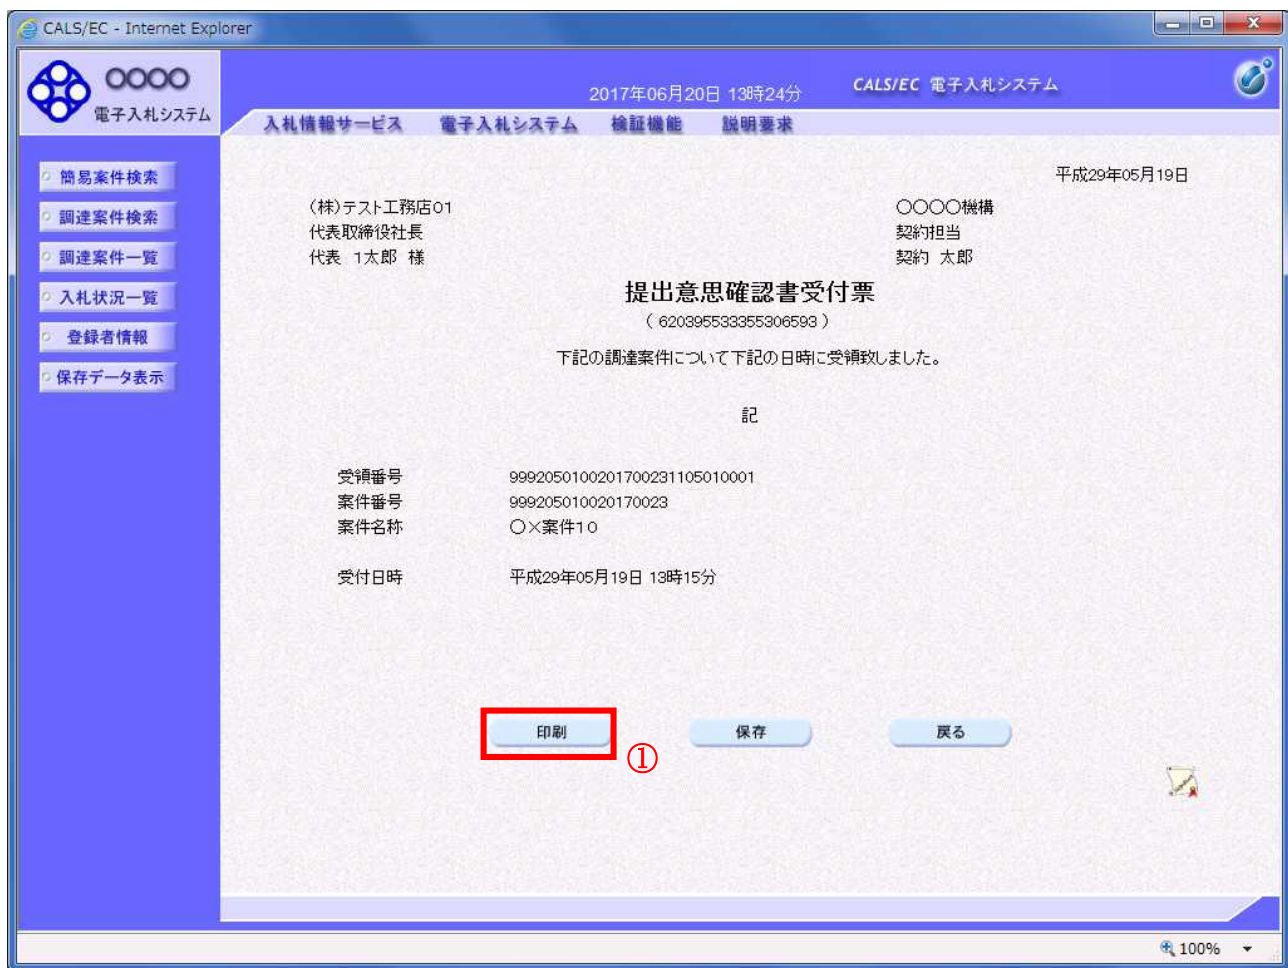 CALS/EC - Internet Explorer
〇〇〇〇
電子入札システム
2017年06月20日 13時24分
CALS/EC 電子入札システム
入札情報サービス 電子入札システム 検証機能 説明要求
簡易案件検索
調達案件検索
調達案件一覧
入札状況一覧
登録者情報
保存データ表示
平成29年05月19日
(株)テスト工務店01
代表取締役社長
代表 1太郎 様
〇〇〇〇機構
契約担当
契約 太郎
提出意思確認書受付票
( 620395533355306593 )
下記の調達案件について下記の日時に受領致しました。
記
受領番号 99920501002017002311050​10001
案件番号 999205010020170023
案件名称 〇×案件10
受付日時 平成29年05月19日 13時15分
印刷 保存 戻る
①
100%